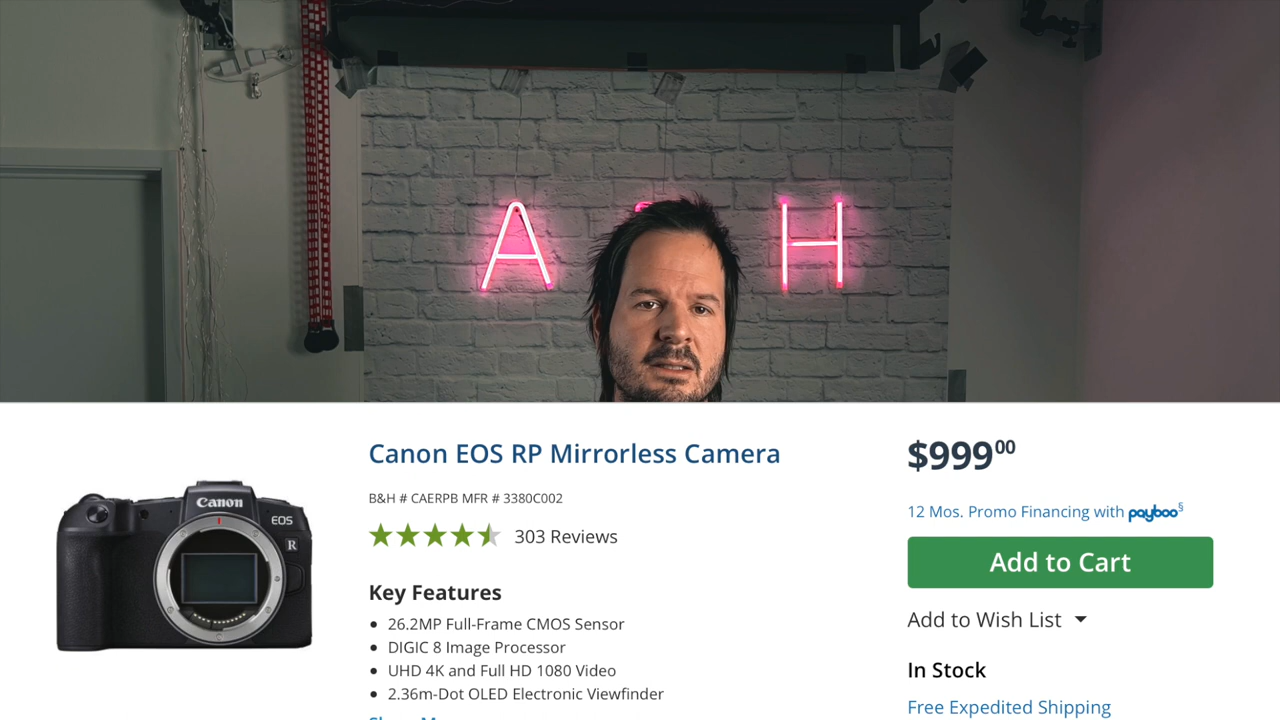 A H
Canon EOS RP Mirrorless Camera
$999 00
B&H # CAERPB MFR # 3380C002
12 Mos. Promo Financing with payboo§
303 Reviews
Add to Cart
Canon
EOS
R
Key Features
26.2MP Full-Frame CMOS Sensor
DIGIC 8 Image Processor
UHD 4K and Full HD 1080 Video
2.36m-Dot OLED Electronic Viewfinder
Add to Wish List
In Stock
Free Expedited Shipping